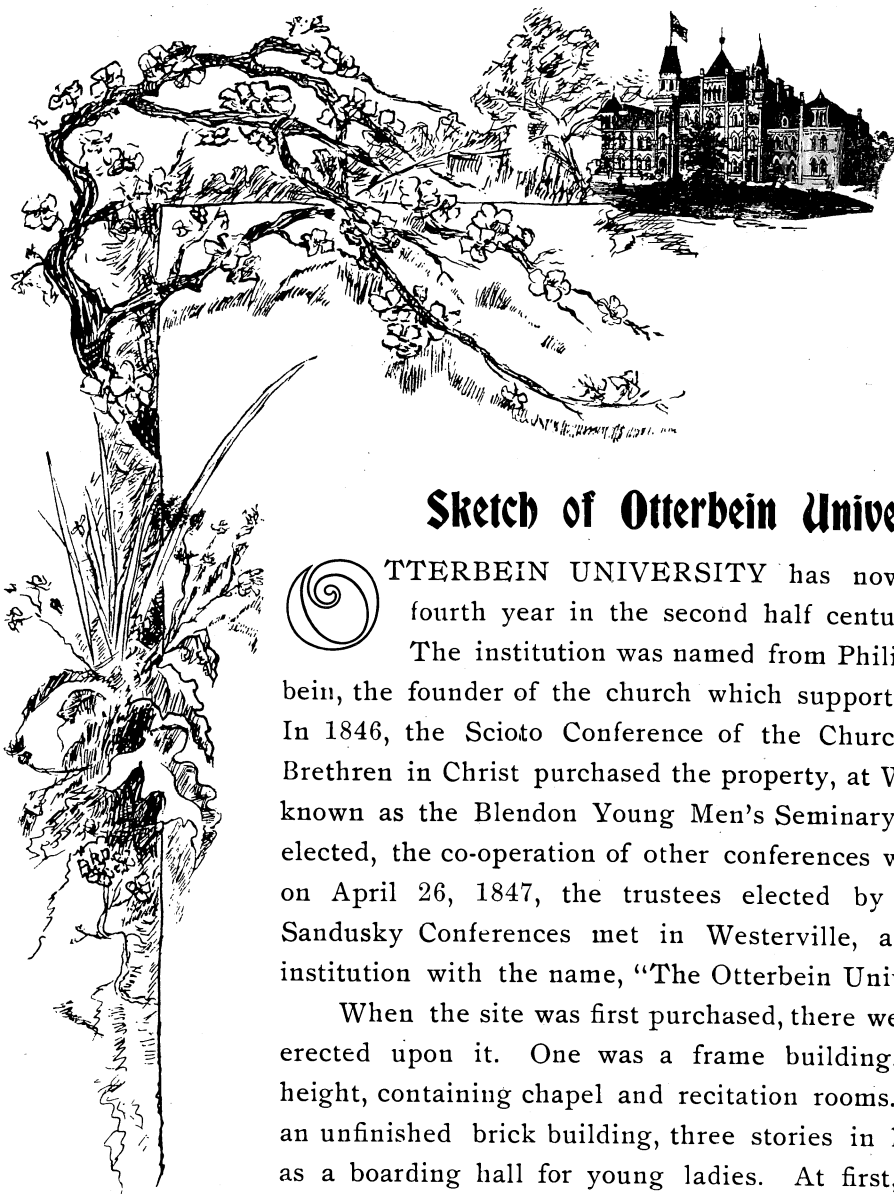 Sketch of Otterbein Unive
OTTERBEIN UNIVERSITY has now
fourth year in the second half centu
The institution was named from Phili
bein, the founder of the church which support
In 1846, the Scioto Conference of the Churc
Brethren in Christ purchased the property, at W
known as the Blendon Young Men's Seminary
elected, the co-operation of other conferences w
on April 26, 1847, the trustees elected by
Sandusky Conferences met in Westerville, a
institution with the name, “The Otterbein Uni
When the site was first purchased, there we
erected upon it. One was a frame building,
height, containing chapel and recitation rooms.
an unfinished brick building, three stories in
as a boarding hall for young ladies. At first,